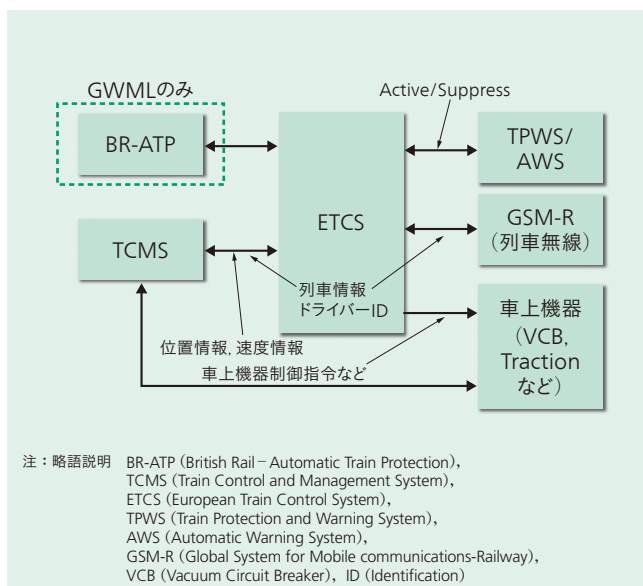 GWMLのみ
Active/Suppress
BR-ATP
TPWS/
AWS
ETCS
GSM-R
（列車無線）
TCMS
列車情報
ドライバーID
車上機器
（VCB,
Traction
など）
位置情報，速度情報
車上機器制御指令など
注：略語説明 BR-ATP（British Rail－Automatic Train Protection），
TCMS（Train Control and Management System），
ETCS（European Train Control System），
TPWS（Train Protection and Warning System），
AWS（Automatic Warning System），
GSM-R（Global System for Mobile communications-Railway），
VCB（Vacuum Circuit Breaker），ID（Identification）